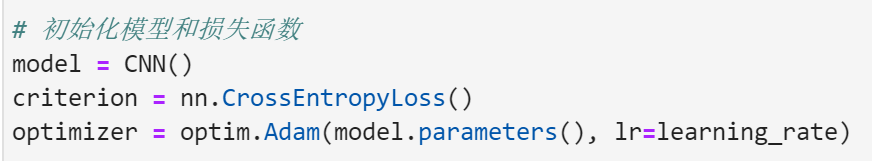 # 初始化模型和损失函数
model = CNN()
criterion = nn.CrossEntropyLoss()
optimizer = optim.Adam(model.parameters(), lr=learning_rate)